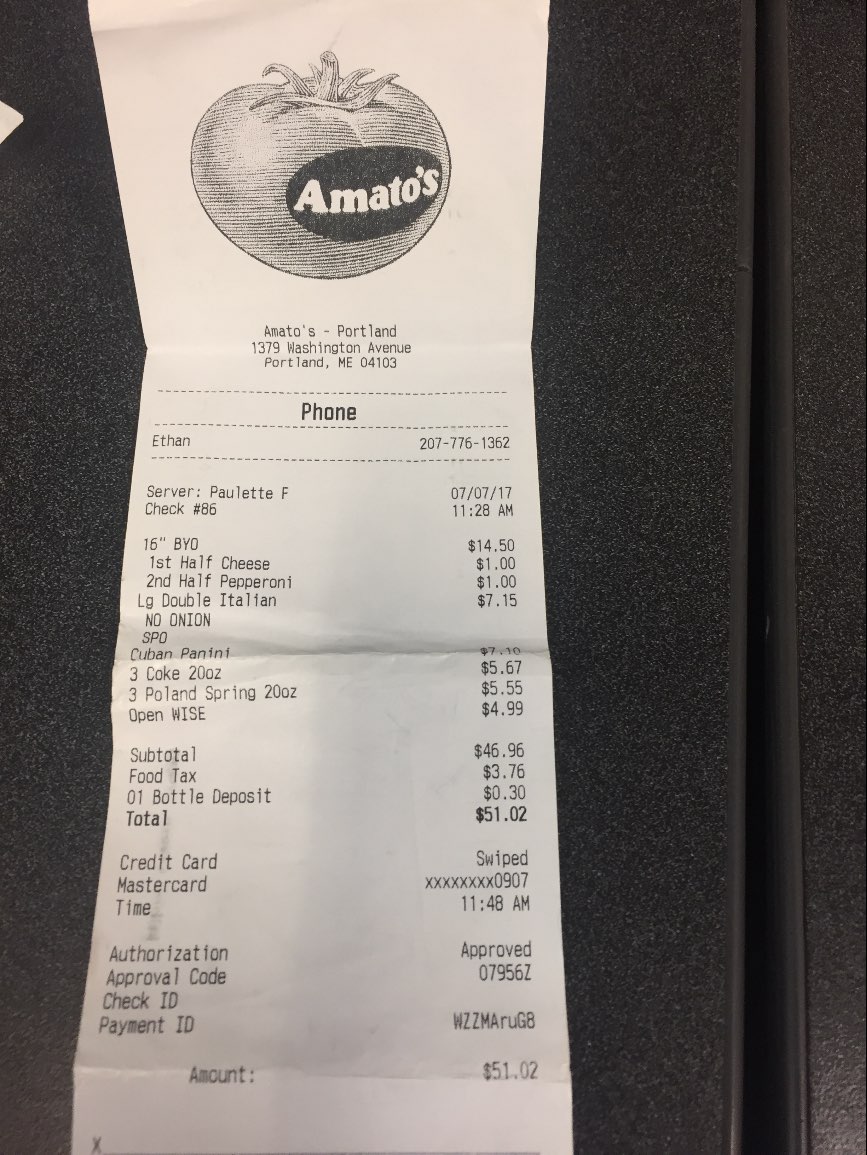 Amato's
Amato's - Portland
1379 Washington Avenue
Portland, ME 04103
Phone
Ethan 207-776-1362
Server: Paulette F 07/07/17
Check #86 11:28 AM
16" BYO $14.50
1st Half Cheese $1.00
2nd Half Pepperoni $1.00
Lg Double Italian $7.15
NO ONION
SPO
Cuban Panini $7.10
3 Coke 20oz $5.67
3 Poland Spring 20oz $5.55
Open WISE $4.99
Subtotal $46.96
Food Tax $3.76
01 Bottle Deposit $0.30
Total $51.02
Credit Card Swiped
Mastercard xxxxxxxx0907
Time 11:48 AM
Authorization Approved
Approval Code 07956Z
Check ID
Payment ID WZZMAruG8
Amount: $51.02
X